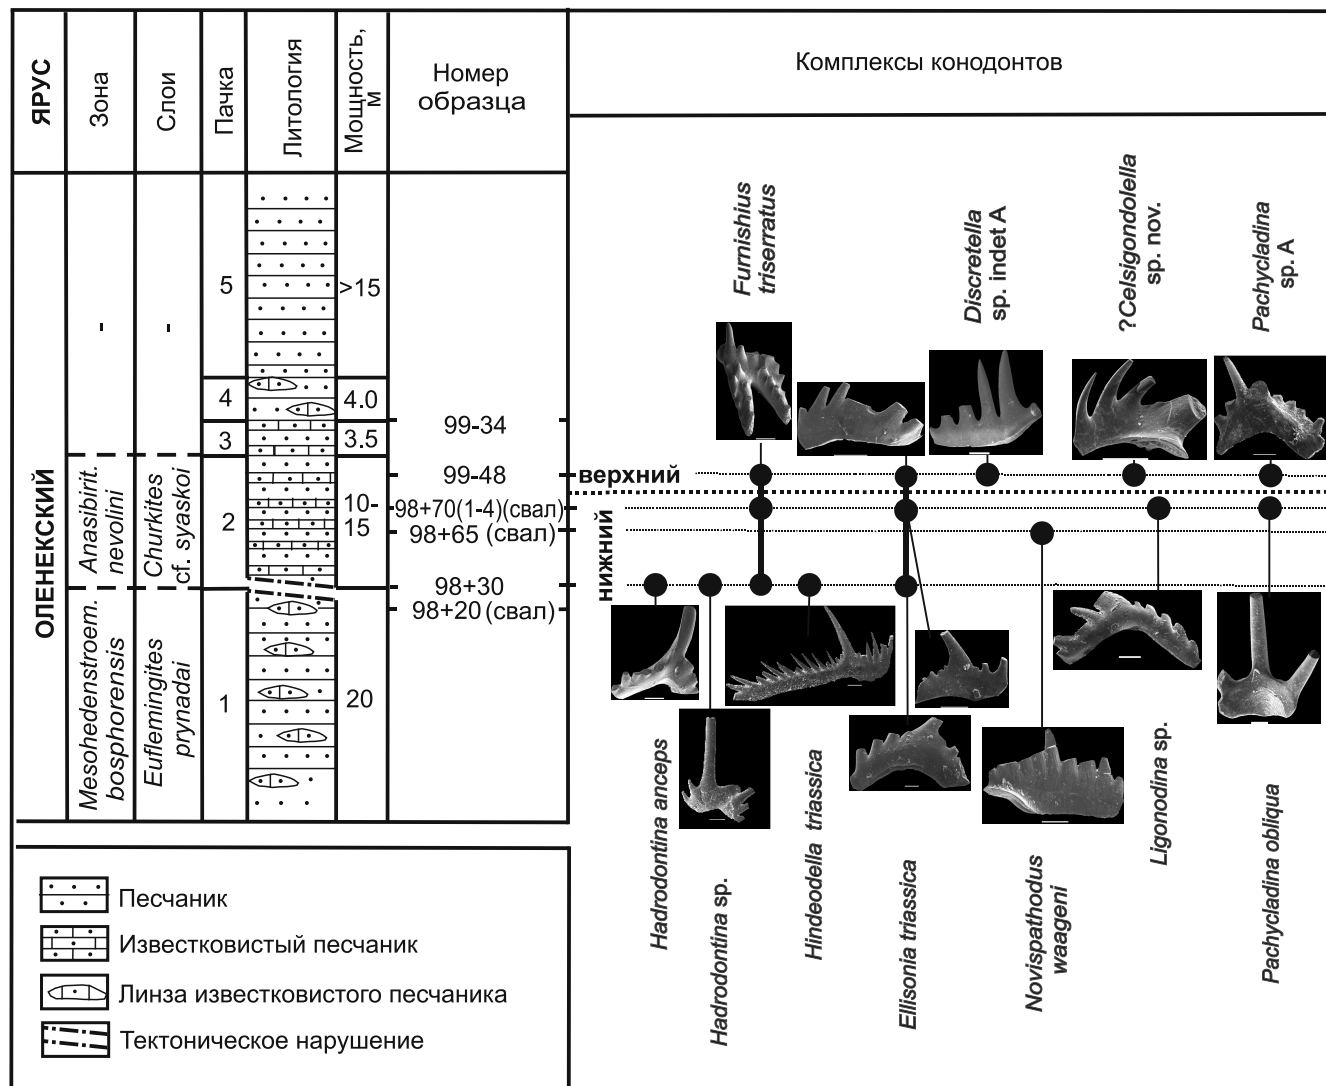 ЯРУС
Зона
Слои
Пачка
Литология
Мощность,
м
Номер
образца
Комплексы конодонтов
ОЛЕНЕКСКИЙ
-
-
5
>15
4
4.0
3
3.5
99-34
Anasibirit.
nevolini
Churkites
cf. syaskoi
2
10-
15
99-48
98+70(1-4)(свал)
98+65 (свал)
98+30
98+20 (свал)
Mesohedenstroem.
bosphorensis
Euflemingites
prynadai
1
20
верхний
нижний
Furnishius
triserratus
Discretella
sp. indet A
?Celsigondolella
sp. nov.
Pachycladina
sp. A
Hadrodontina anceps
Hadrodontina sp.
Hindeodella triassica
Ellisonia triassica
Novispathodus
waageni
Ligonodina sp.
Pachycladina obliqua
Песчаник
Известковистый песчаник
Линза известковистого песчаника
Тектоническое нарушение